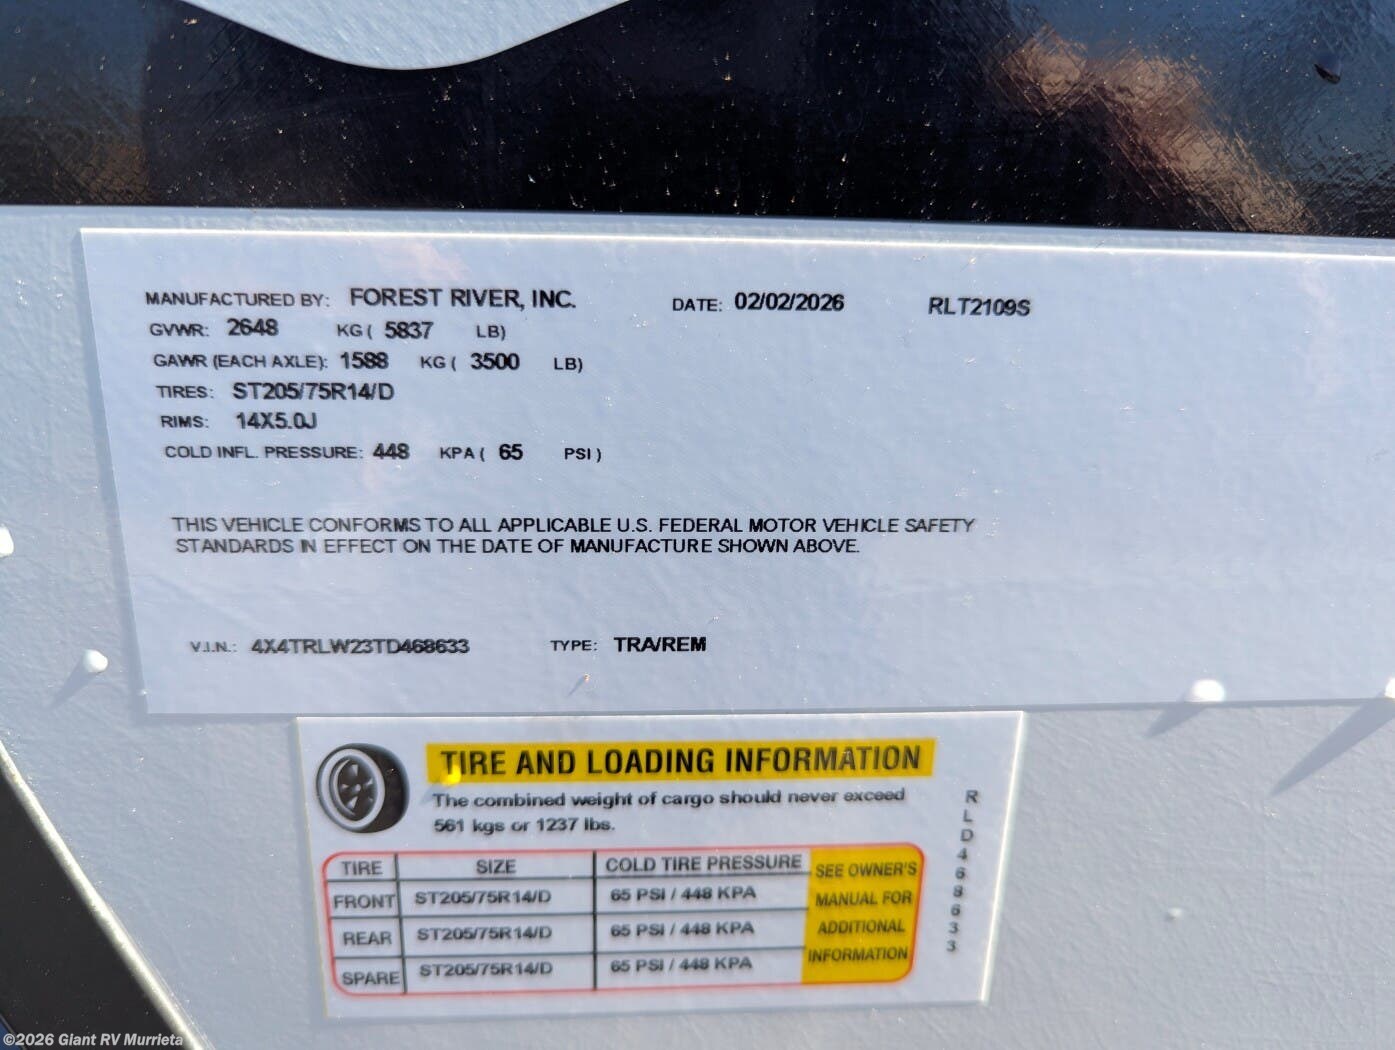 MANUFACTURED BY: FOREST RIVER, INC. DATE: 02/02/2026 RLT2109S
GVWR: 2648 KG ( 5837 LB)
GAWR (EACH AXLE): 1588 KG ( 3500 LB)
TIRES: ST205/75R14/D
RIMS: 14X5.0J
COLD INFL. PRESSURE: 448 KPA ( 65 PSI )
THIS VEHICLE CONFORMS TO ALL APPLICABLE U.S. FEDERAL MOTOR VEHICLE SAFETY
STANDARDS IN EFFECT ON THE DATE OF MANUFACTURE SHOWN ABOVE.
V.I.N.: 4X4TRLW23TD468633 TYPE: TRA/REM
TIRE AND LOADING INFORMATION
The combined weight of cargo should never exceed
561 kgs or 1237 lbs.
TIRE SIZE COLD TIRE PRESSURE
FRONT ST205/75R14/D 65 PSI / 448 KPA
REAR ST205/75R14/D 65 PSI / 448 KPA
SPARE ST205/75R14/D 65 PSI / 448 KPA
SEE OWNER'S
MANUAL FOR
ADDITIONAL
INFORMATION
RLD468633
©2026 Giant RV Murrieta